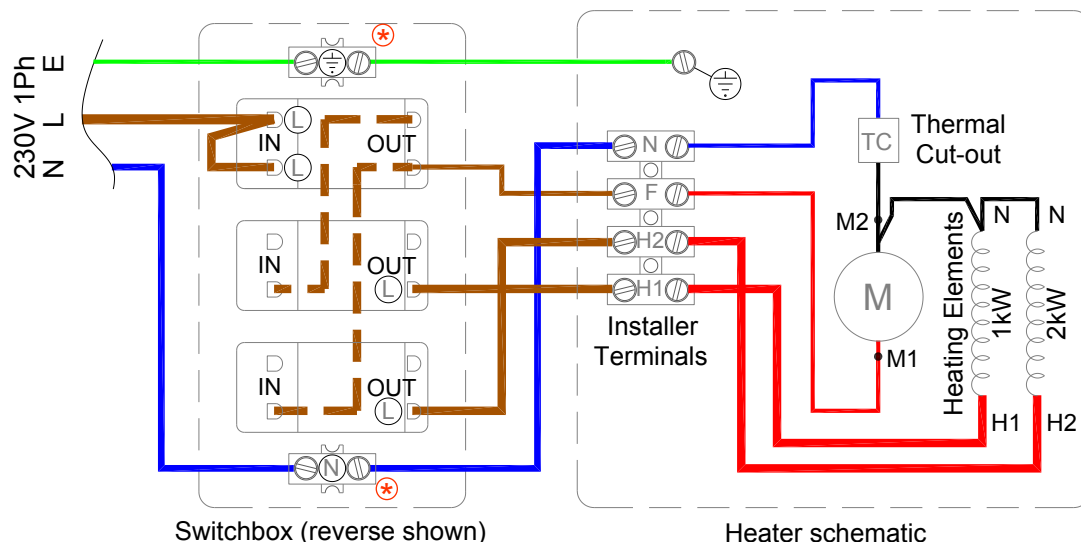 230V 1Ph
E
L
N
*
L
IN
L
OUT
IN
OUT
L
IN
OUT
L
N
*
Switchbox (reverse shown)
N
F
H2
H1
Installer
Terminals
TC
Thermal
Cut-out
M2
M
M1
N
N
Heating Elements
1kW
2kW
H1
H2
Heater schematic